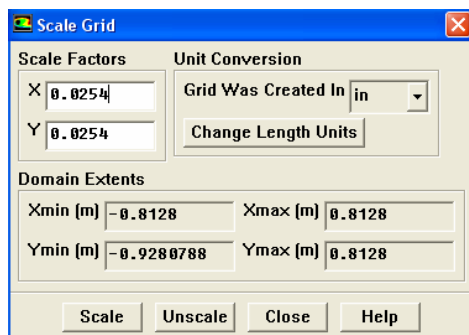 Scale Grid
Scale Factors Unit Conversion
X 0.0254 Grid Was Created In in
Y 0.0254 Change Length Units
Domain Extents
Xmin (m) -0.8128 Xmax (m) 0.8128
Ymin (m) -0.9280788 Ymax (m) 0.8128
Scale Unscale Close Help